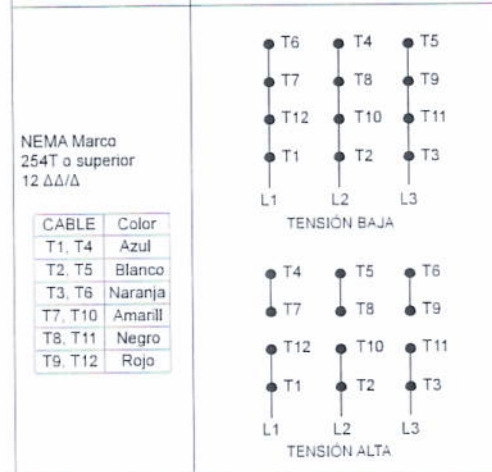 NEMA Marco
254T o superior
12 ΔΔ/Δ
CABLE Color
T1, T4 Azul
T2, T5 Blanco
T3, T6 Naranja
T7, T10 Amarill
T8, T11 Negro
T9, T12 Rojo
T6 T4 T5
T7 T8 T9
T12 T10 T11
T1 T2 T3
L1 L2 L3
TENSIÓN BAJA
T4 T5 T6
T7 T8 T9
T12 T10 T11
T1 T2 T3
L1 L2 L3
TENSIÓN ALTA